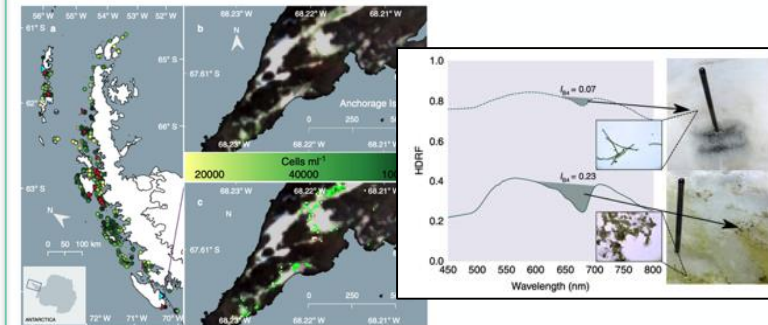 56° W 55° W 54° W 53° W
61° S
a
65° S
62° S
66° S
63° S
N
0 50 100 km
ANTARCTICA
72° W 71° W 70° W
68.23° W 68.22° W 68.21° W
b
N
67.61° S
Anchorage Is
0 250
68.23° W 68.22° W 68.21° W
Cells ml⁻¹
20000 40000 10
c
N
67.61° S
0 250
68.23° W 68.22° W 68.21° W
HDRF
1.0
0.8
0.6
0.4
0.2
0.0
I_B4 = 0.07
I_B4 = 0.23
450 500 550 600 650 700 750 800
Wavelength (nm)